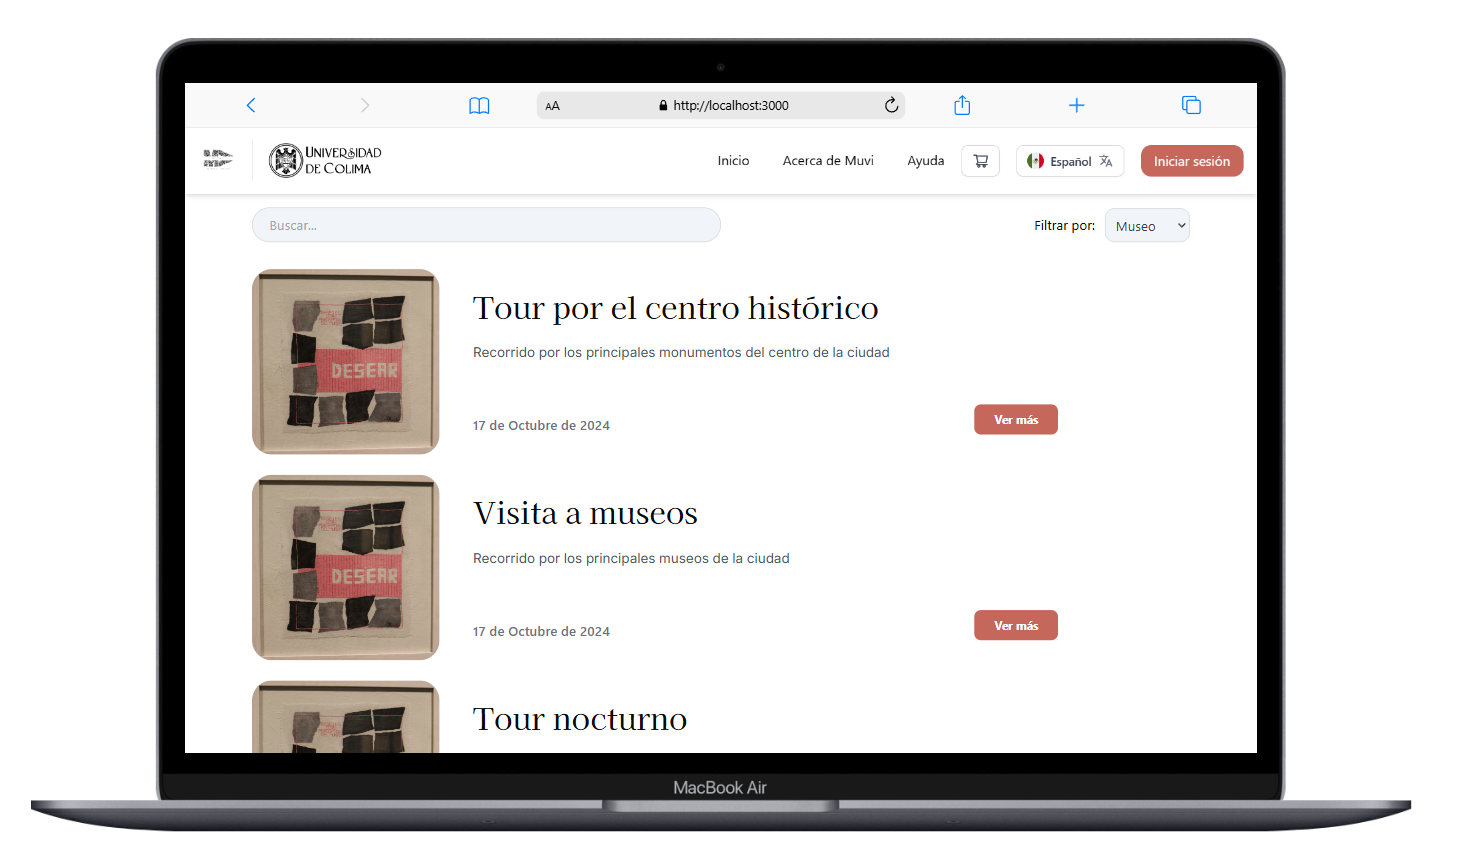 AA
http://localhost:3000
UNIVERSIDAD
DE COLIMA
Inicio
Acerca de Muvi
Ayuda
Español
Iniciar sesión
Buscar...
Filtrar por:
Museo
DESEAR
Tour por el centro histórico
Recorrido por los principales monumentos del centro de la ciudad
17 de Octubre de 2024
Ver más
DESEAR
Visita a museos
Recorrido por los principales museos de la ciudad
17 de Octubre de 2024
Ver más
Tour nocturno
MacBook Air